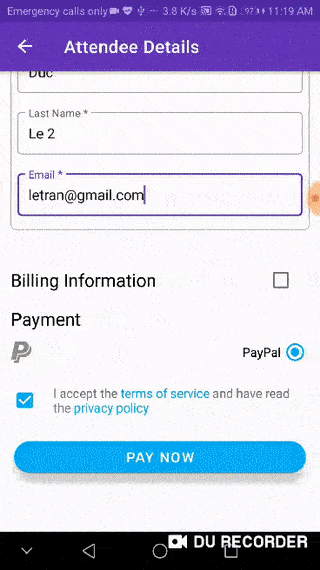 Emergency calls only 3.8 K/s 97 11:19 AM
Attendee Details
Duc
Last Name *
Le 2
Email *
letran@gmail.com
Billing Information
Payment
PayPal
I accept the terms of service and have read
the privacy policy
PAY NOW
DU RECORDER